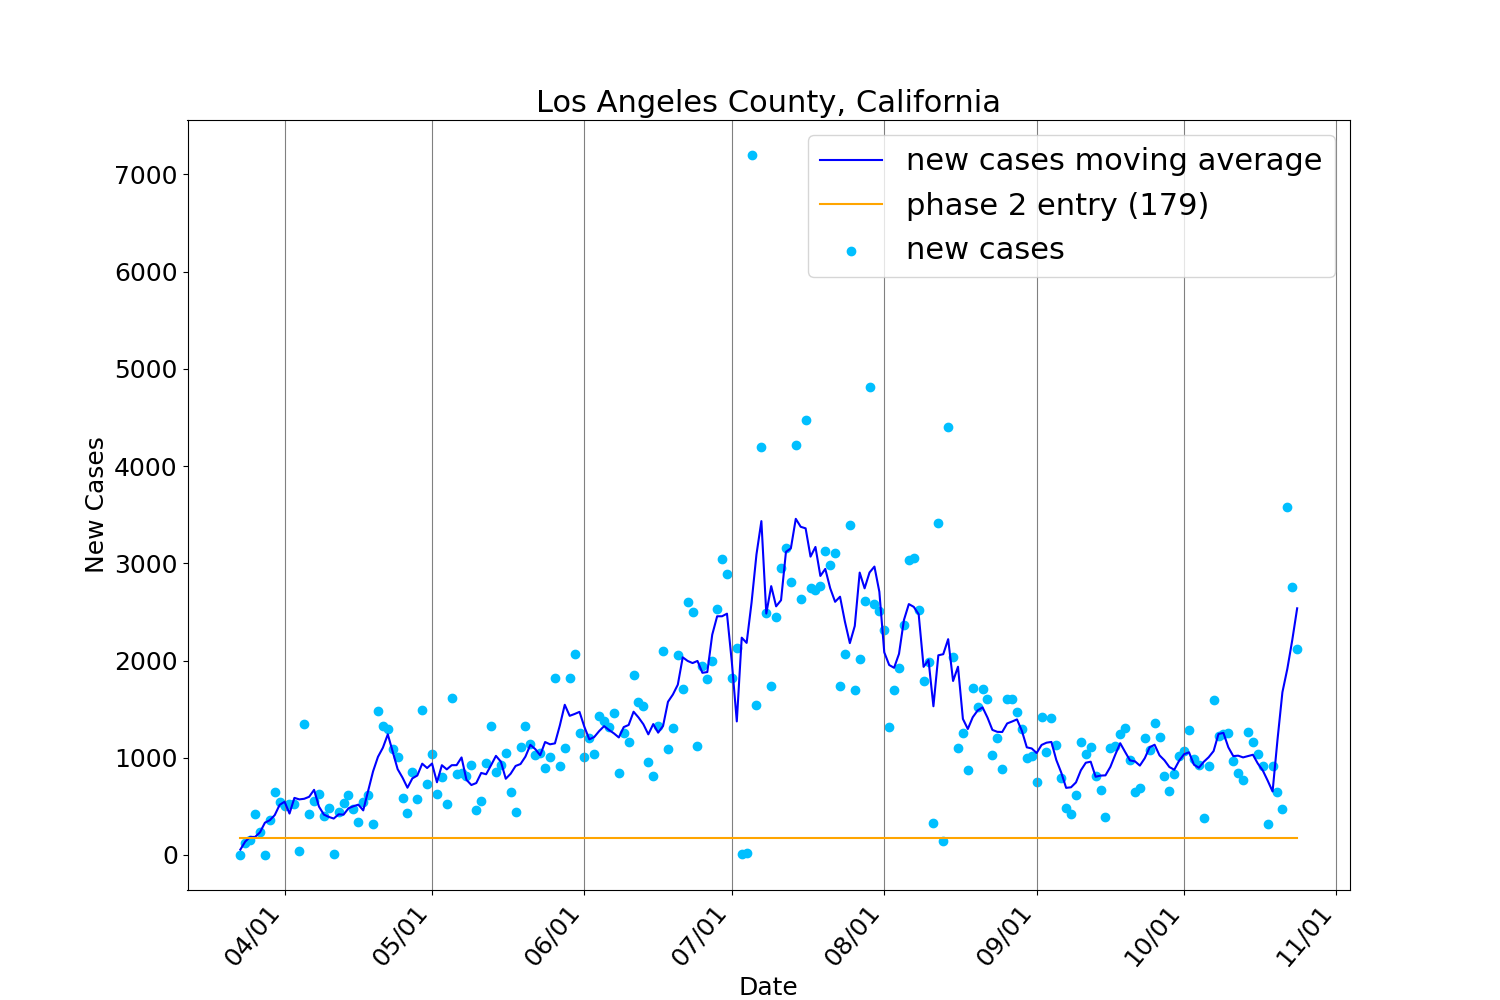 Los Angeles County, California
new cases moving average
phase 2 entry (179)
new cases
7000
6000
5000
4000
3000
2000
1000
0
New Cases
04/01
05/01
06/01
07/01
08/01
09/01
10/01
11/01
Date